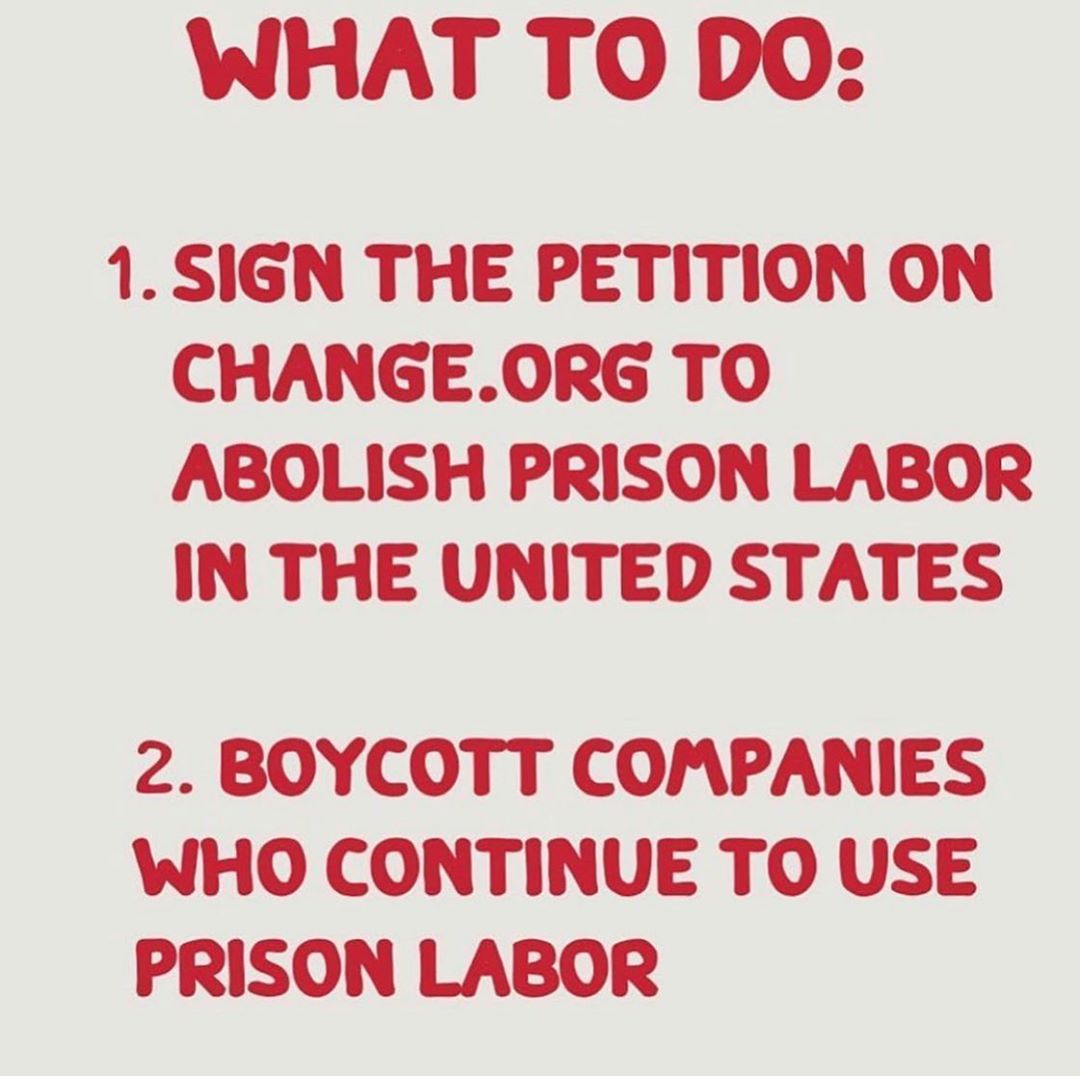 WHAT TO DO:
1. SIGN THE PETITION ON
CHANGE.ORG TO
ABOLISH PRISON LABOR
IN THE UNITED STATES
2. BOYCOTT COMPANIES
WHO CONTINUE TO USE
PRISON LABOR